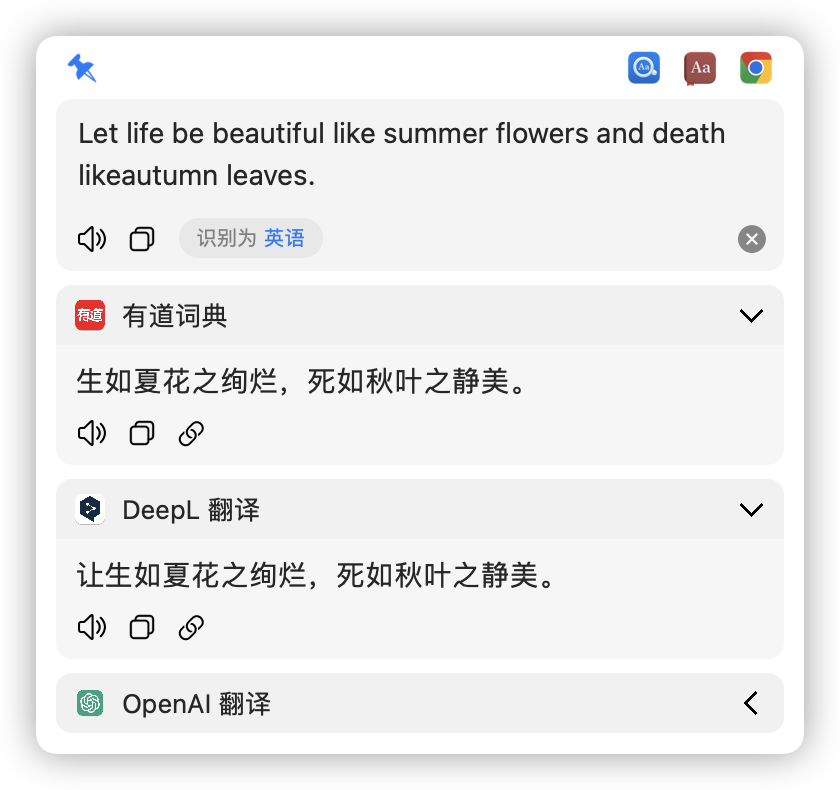 Aa
Aa
Let life be beautiful like summer flowers and death
likeautumn leaves.
识别为 英语
有道 有道词典
生如夏花之绚烂，死如秋叶之静美。
DeepL 翻译
让生如夏花之绚烂，死如秋叶之静美。
OpenAI 翻译